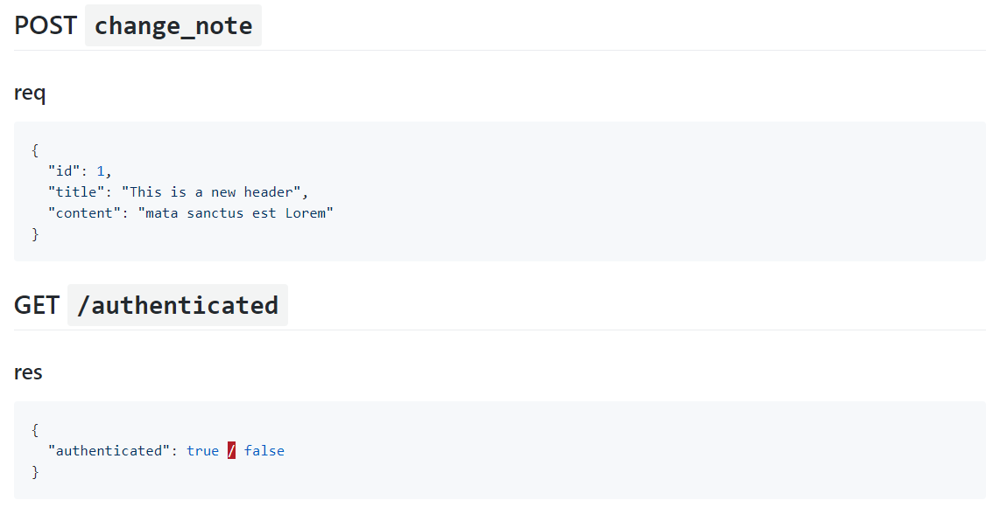 POST change_note
req
{
  "id": 1,
  "title": "This is a new header",
  "content": "mata sanctus est Lorem"
}
GET /authenticated
res
{
  "authenticated": true / false
}